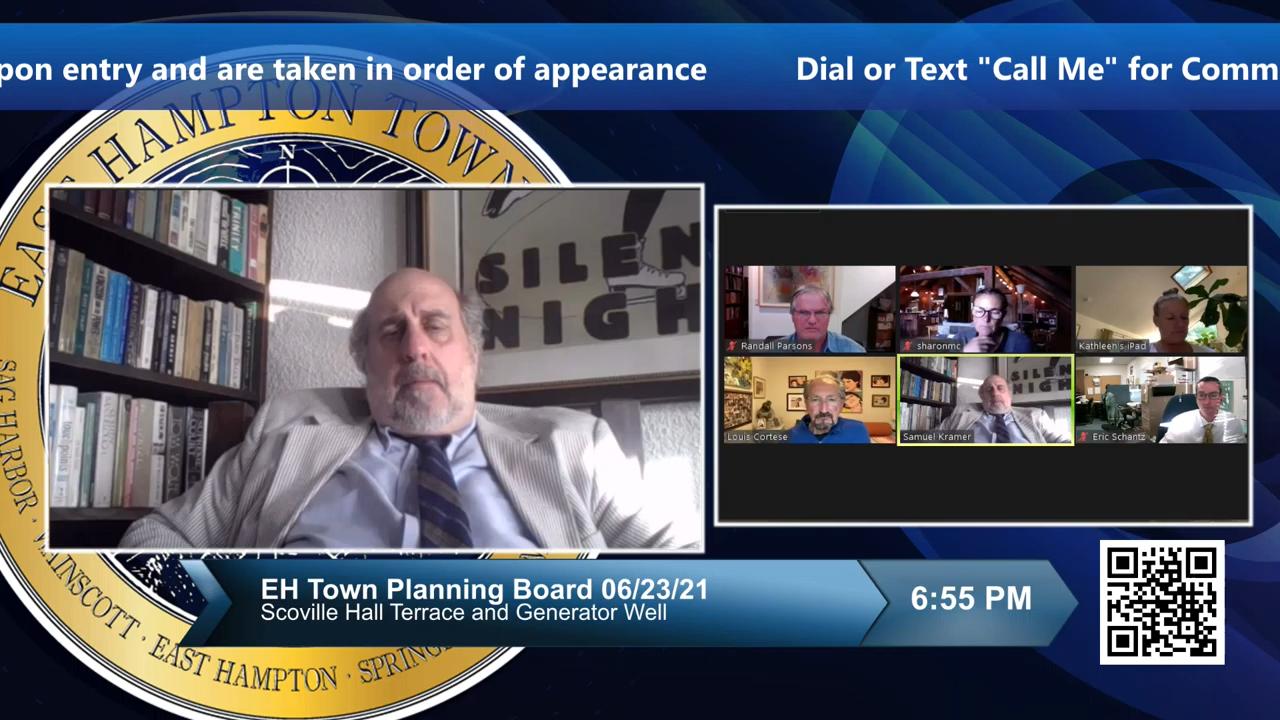 pon entry and are taken in order of appearance
Dial or Text "Call Me" for Comm
EAST HAMPTON TOWN
N
SILEN
NIGH
Randall Parsons
sharonmc
Kathleen's iPad
Louis Cortese
Samuel Kramer
Eric Schantz
SILEN
NIGH
SAG HARBOR · WAINSCOTT · EAST HAMPTON · SPRING
EH Town Planning Board 06/23/21
Scoville Hall Terrace and Generator Well
6:55 PM